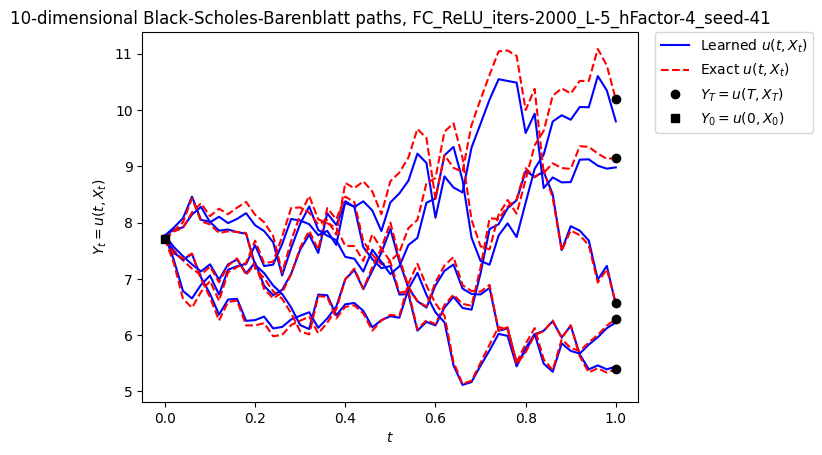 10-dimensional Black-Scholes-Barenblatt paths, FC_ReLU_iters-2000_L-5_hFactor-4_seed-41
Learned u(t, X_t)
Exact u(t, X_t)
Y_T = u(T, X_T)
Y_0 = u(0, X_0)
Y_t = u(t, X_t)
11
10
9
8
7
6
5
0.0 0.2 0.4 0.6 0.8 1.0
t